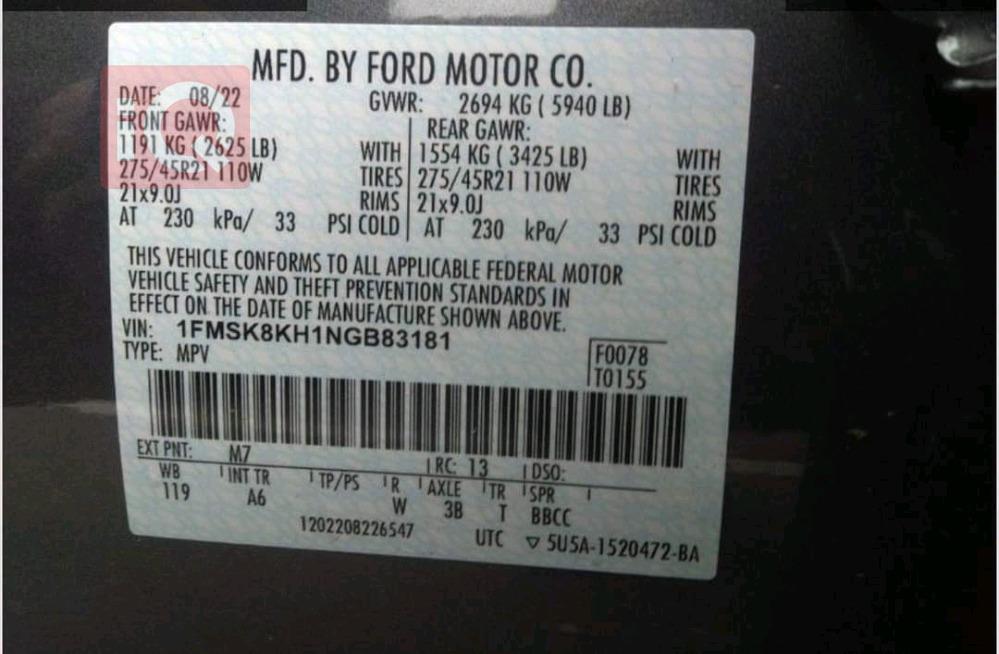 MFD. BY FORD MOTOR CO.
DATE: 08/22 GVWR: 2694 KG ( 5940 LB)
FRONT GAWR: REAR GAWR:
1191 KG ( 2625 LB) WITH 1554 KG ( 3425 LB) WITH
275/45R21 110W TIRES 275/45R21 110W TIRES
21x9.0J RIMS 21x9.0J RIMS
AT 230 kPa/ 33 PSI COLD AT 230 kPa/ 33 PSI COLD
THIS VEHICLE CONFORMS TO ALL APPLICABLE FEDERAL MOTOR
VEHICLE SAFETY AND THEFT PREVENTION STANDARDS IN
EFFECT ON THE DATE OF MANUFACTURE SHOWN ABOVE.
VIN: 1FMSK8KH1NGB83181
TYPE: MPV
F0078
T0155
EXT PNT: M7 RC: 13 DSO:
WB INT TR TP/PS R AXLE TR SPR
119 A6 W 3B T BBCC
1202208226547 UTC ▽ 5U5A-1520472-BA